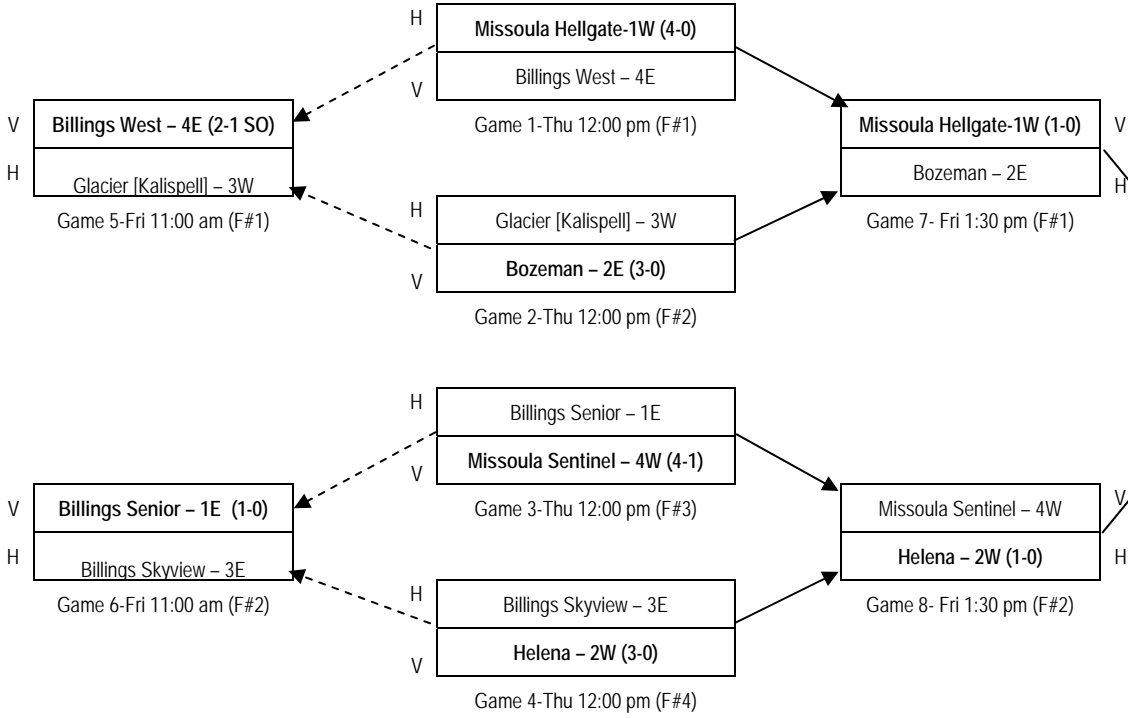 H
Missoula Hellgate-1W (4-0)
V
Billings West – 4E
Game 1-Thu 12:00 pm (F#1)
V
Billings West – 4E (2-1 SO)
H
Glacier [Kalispell] – 3W
Game 5-Fri 11:00 am (F#1)
Missoula Hellgate-1W (1-0)
V
Bozeman – 2E
H
Game 7- Fri 1:30 pm (F#1)
H
Glacier [Kalispell] – 3W
V
Bozeman – 2E (3-0)
Game 2-Thu 12:00 pm (F#2)
H
Billings Senior – 1E
V
Missoula Sentinel – 4W (4-1)
Game 3-Thu 12:00 pm (F#3)
V
Billings Senior – 1E (1-0)
H
Billings Skyview – 3E
Game 6-Fri 11:00 am (F#2)
Missoula Sentinel – 4W
V
Helena – 2W (1-0)
H
Game 8- Fri 1:30 pm (F#2)
H
Billings Skyview – 3E
V
Helena – 2W (3-0)
Game 4-Thu 12:00 pm (F#4)